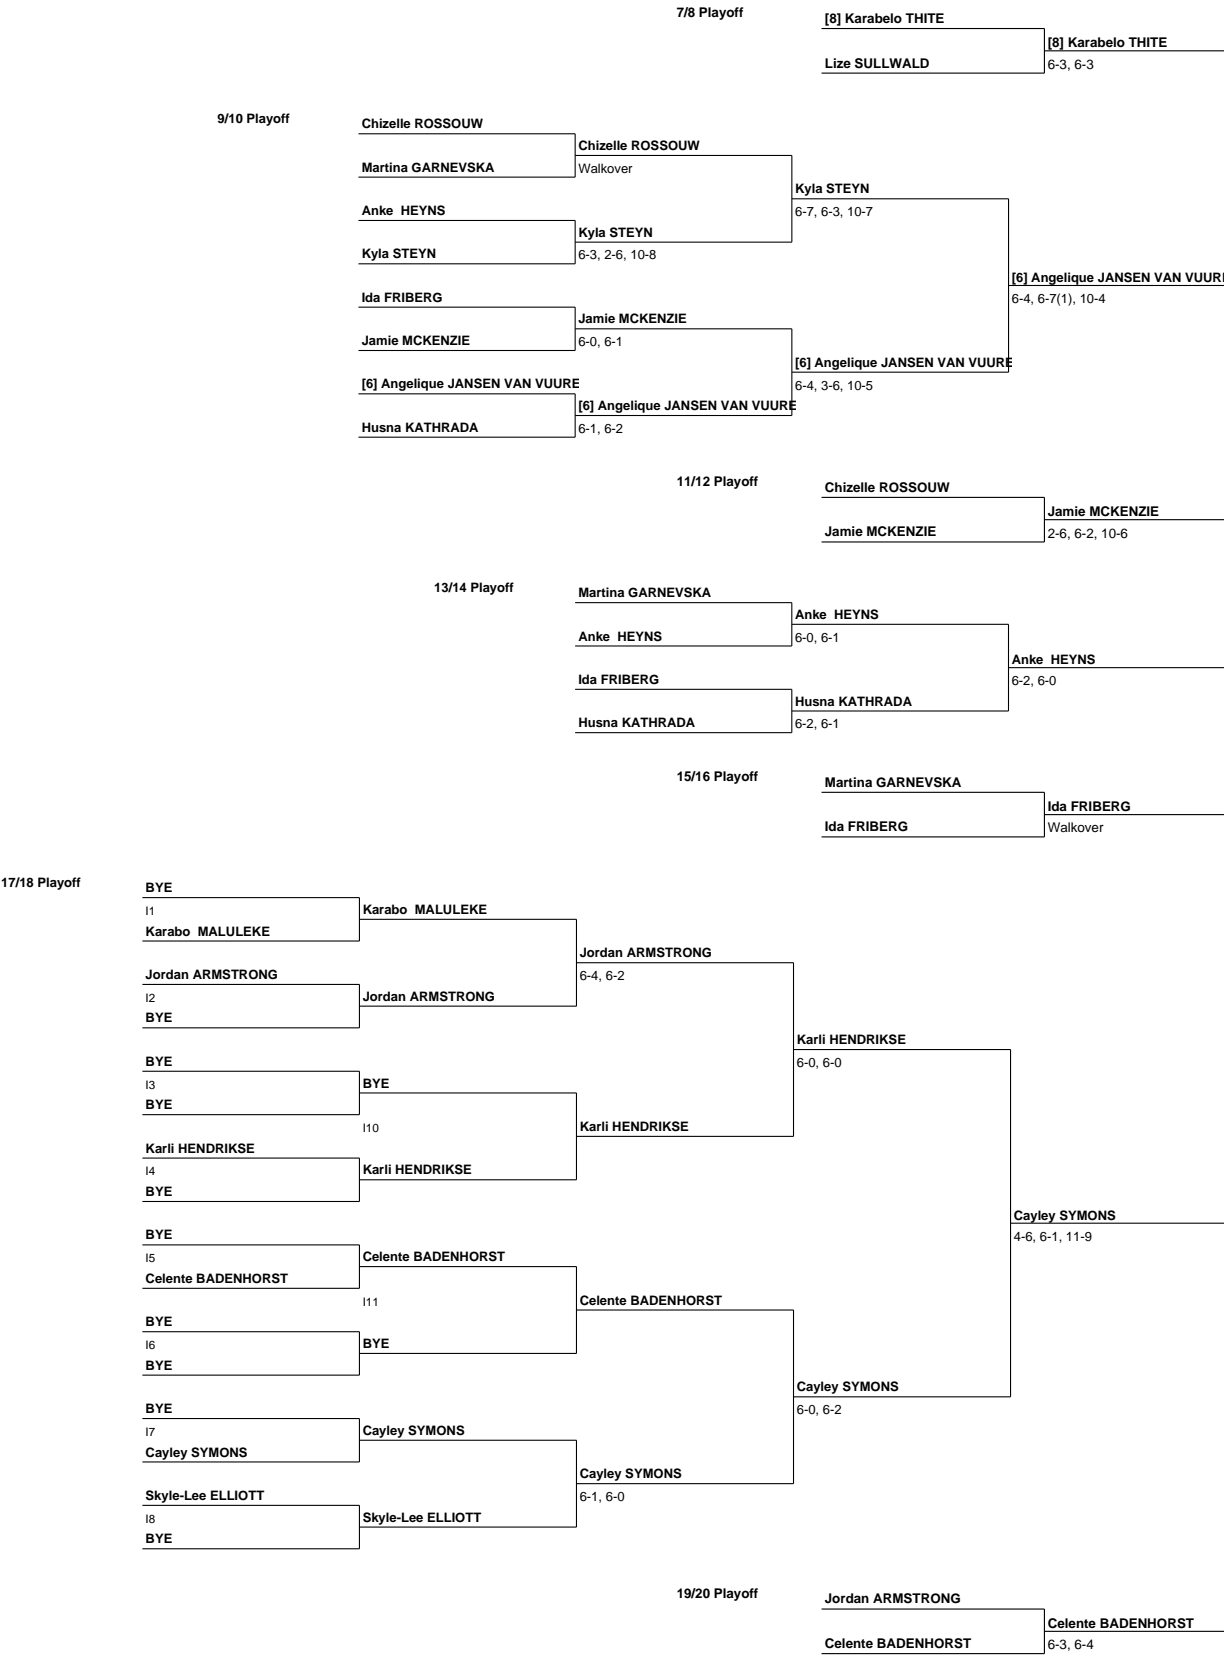 7/8 Playoff
[8] Karabelo THITE
[8] Karabelo THITE
Lize SULLWALD
6-3, 6-3
9/10 Playoff
Chizelle ROSSOUW
Chizelle ROSSOUW
Martina GARNEVSKA
Walkover
Kyla STEYN
Anke HEYNS
6-7, 6-3, 10-7
Kyla STEYN
Kyla STEYN
6-3, 2-6, 10-8
[6] Angelique JANSEN VAN VUURE
Ida FRIBERG
6-4, 6-7(1), 10-4
Jamie MCKENZIE
Jamie MCKENZIE
6-0, 6-1
[6] Angelique JANSEN VAN VUURE
[6] Angelique JANSEN VAN VUURE
6-4, 3-6, 10-5
[6] Angelique JANSEN VAN VUURE
Husna KATHRADA
6-1, 6-2
11/12 Playoff
Chizelle ROSSOUW
Jamie MCKENZIE
Jamie MCKENZIE
2-6, 6-2, 10-6
13/14 Playoff
Martina GARNEVSKA
Anke HEYNS
Anke HEYNS
6-0, 6-1
Anke HEYNS
Ida FRIBERG
6-2, 6-0
Husna KATHRADA
Husna KATHRADA
6-2, 6-1
15/16 Playoff
Martina GARNEVSKA
Ida FRIBERG
Ida FRIBERG
Walkover
17/18 Playoff
BYE
I1
Karabo MALULEKE
Karabo MALULEKE
Jordan ARMSTRONG
Jordan ARMSTRONG
6-4, 6-2
I2
Jordan ARMSTRONG
BYE
Karli HENDRIKSE
BYE
6-0, 6-0
I3
BYE
BYE
I10
Karli HENDRIKSE
Karli HENDRIKSE
I4
Karli HENDRIKSE
BYE
Cayley SYMONS
BYE
4-6, 6-1, 11-9
I5
Celente BADENHORST
Celente BADENHORST
I11
Celente BADENHORST
BYE
I6
BYE
BYE
Cayley SYMONS
BYE
6-0, 6-2
I7
Cayley SYMONS
Cayley SYMONS
Cayley SYMONS
Skyle-Lee ELLIOTT
6-1, 6-0
I8
Skyle-Lee ELLIOTT
BYE
19/20 Playoff
Jordan ARMSTRONG
Celente BADENHORST
Celente BADENHORST
6-3, 6-4